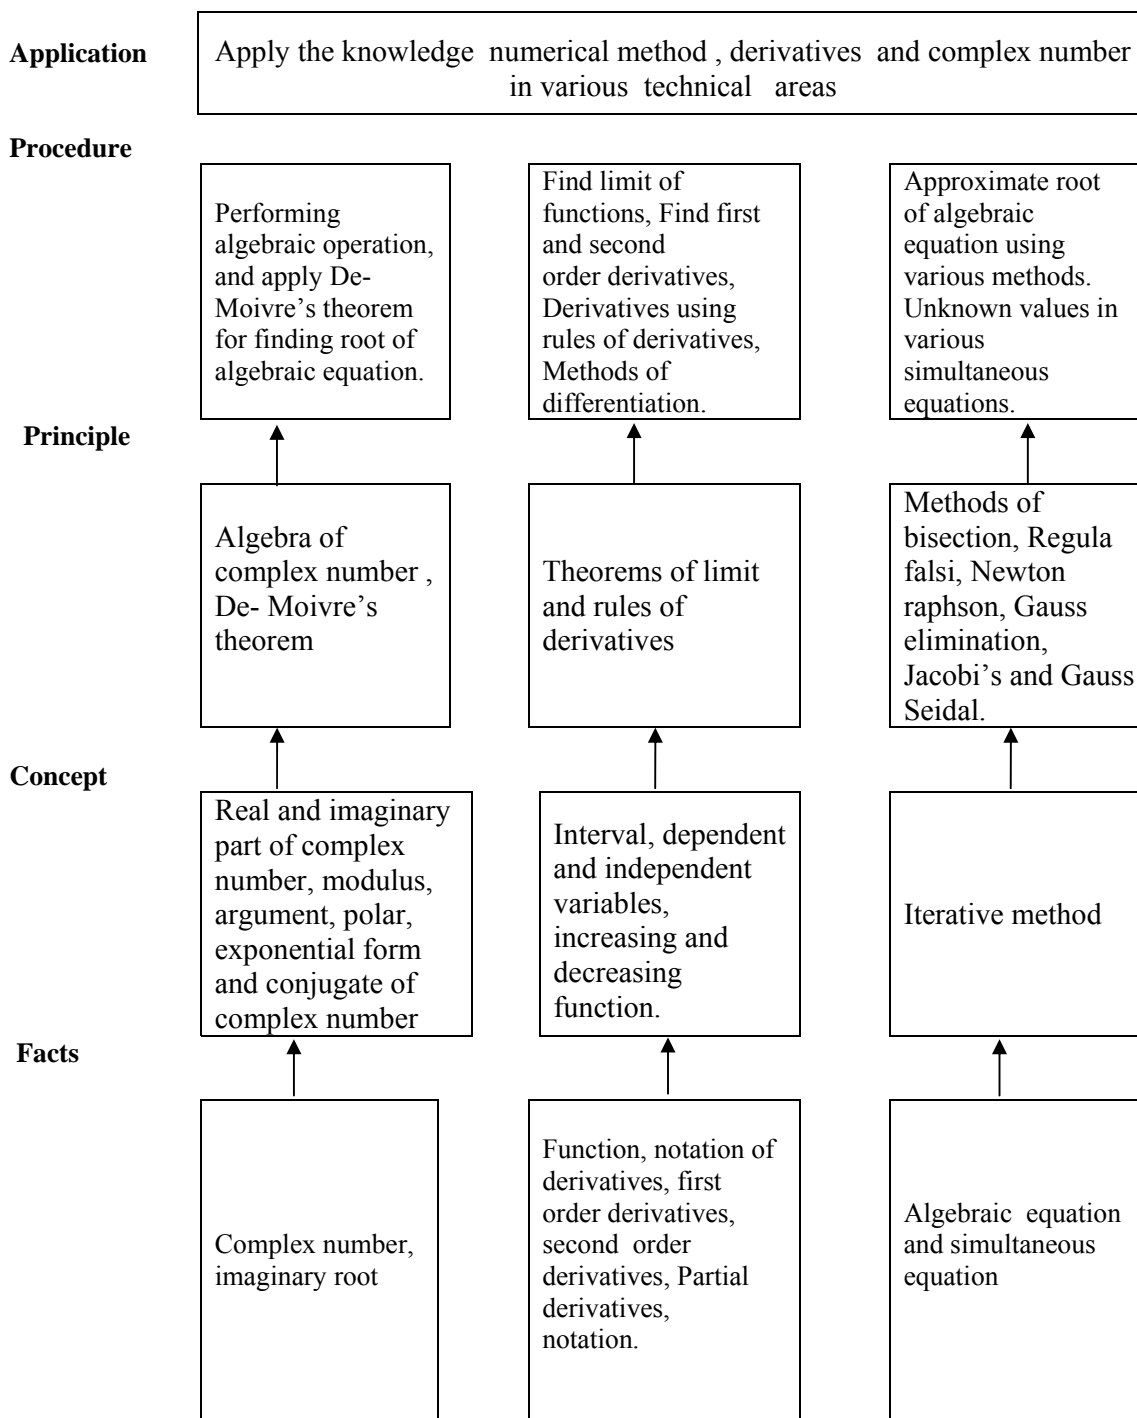 Application
Apply the knowledge numerical method , derivatives and complex number
in various technical areas
Procedure
Performing
algebraic operation,
and apply De-
Moivre’s theorem
for finding root of
algebraic equation.
Find limit of
functions, Find first
and second
order derivatives,
Derivatives using
rules of derivatives,
Methods of
differentiation.
Approximate root
of algebraic
equation using
various methods.
Unknown values in
various
simultaneous
equations.
Principle
Algebra of
complex number ,
De- Moivre’s
theorem
Theorems of limit
and rules of
derivatives
Methods of
bisection, Regula
falsi, Newton
raphson, Gauss
elimination,
Jacobi’s and Gauss
Seidal.
Concept
Real and imaginary
part of complex
number, modulus,
argument, polar,
exponential form
and conjugate of
complex number
Interval, dependent
and independent
variables,
increasing and
decreasing
function.
Iterative method
Facts
Complex number,
imaginary root
Function, notation of
derivatives, first
order derivatives,
second order
derivatives, Partial
derivatives,
notation.
Algebraic equation
and simultaneous
equation